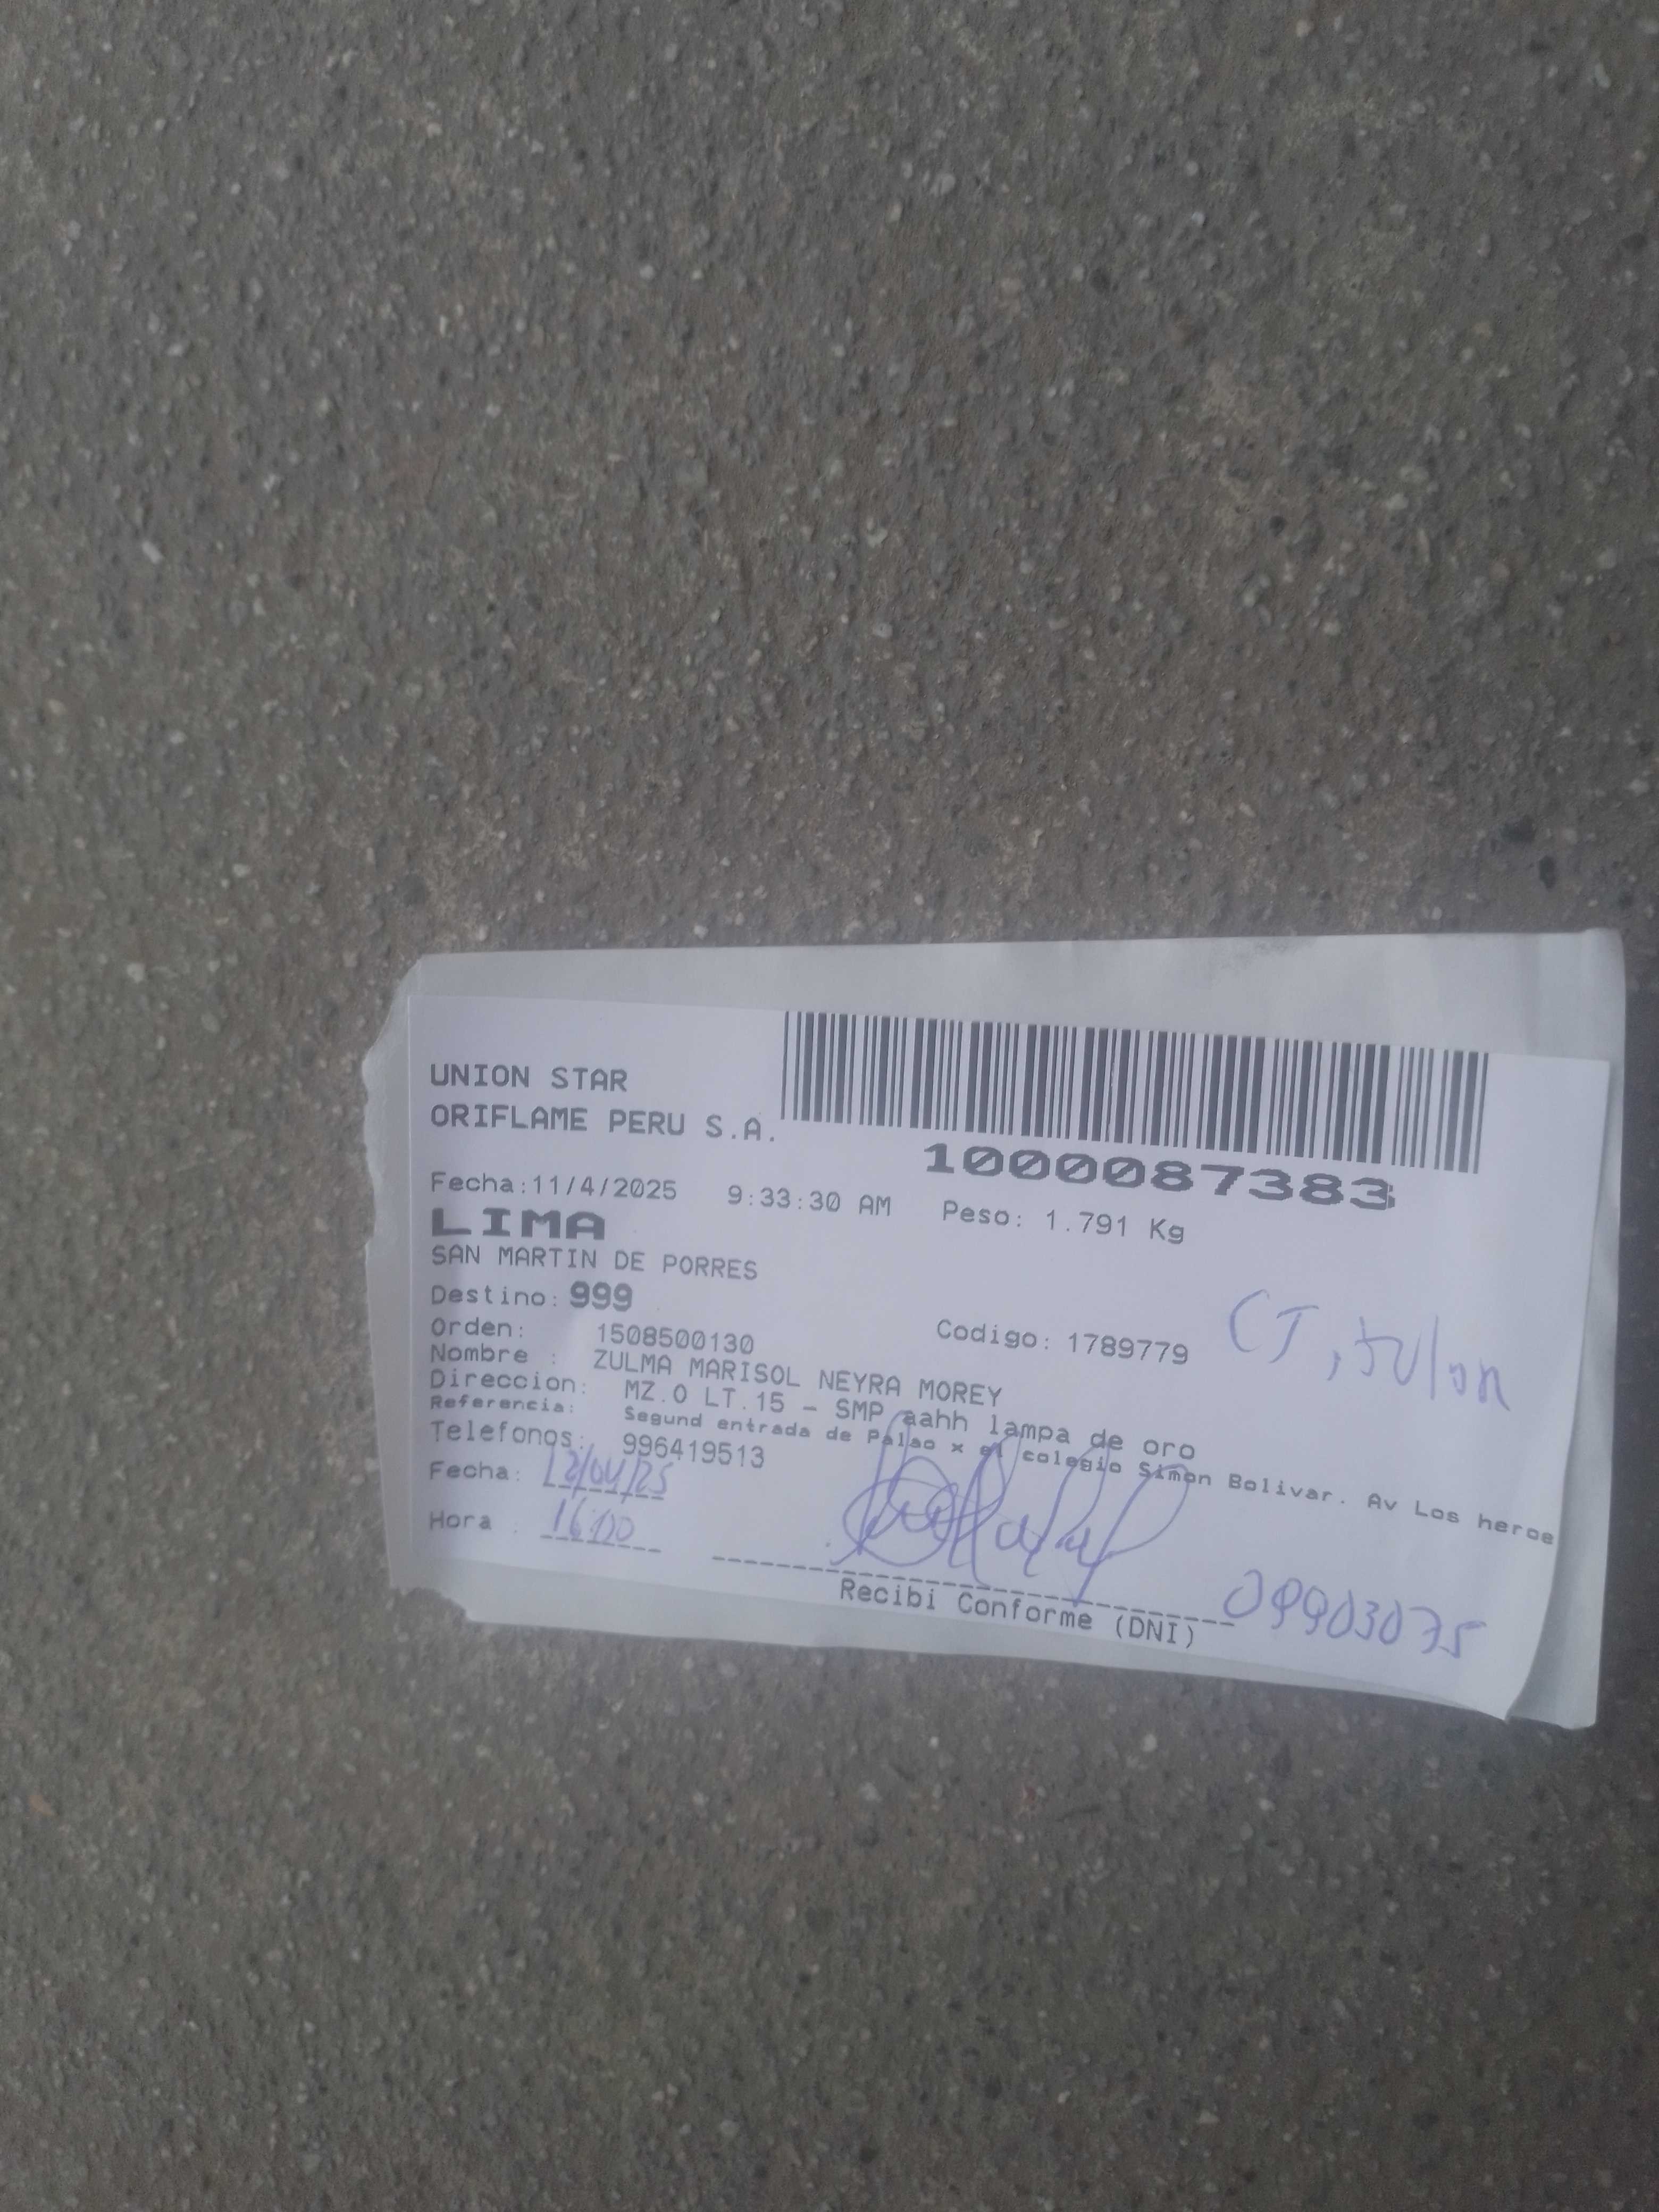 UNION STAR
ORIFLAME PERU S.A.
1000087383
Fecha:11/4/2025 9:33:30 AM Peso: 1.791 Kg
LIMA
SAN MARTIN DE PORRES
Destino: 999
Orden: 1508500130 Codigo: 1789779
Nombre : ZULMA MARISOL NEYRA MOREY
Direccion: MZ.O LT.15 - SMP aahh lampa de oro
Referencia: Segund entrada de Palao x el colegio Simon Bolivar. Av Los heroe
Telefonos: 996419513
Fecha: 12/04/25
Hora : 16:00
Recibi Conforme (DNI) 09903075